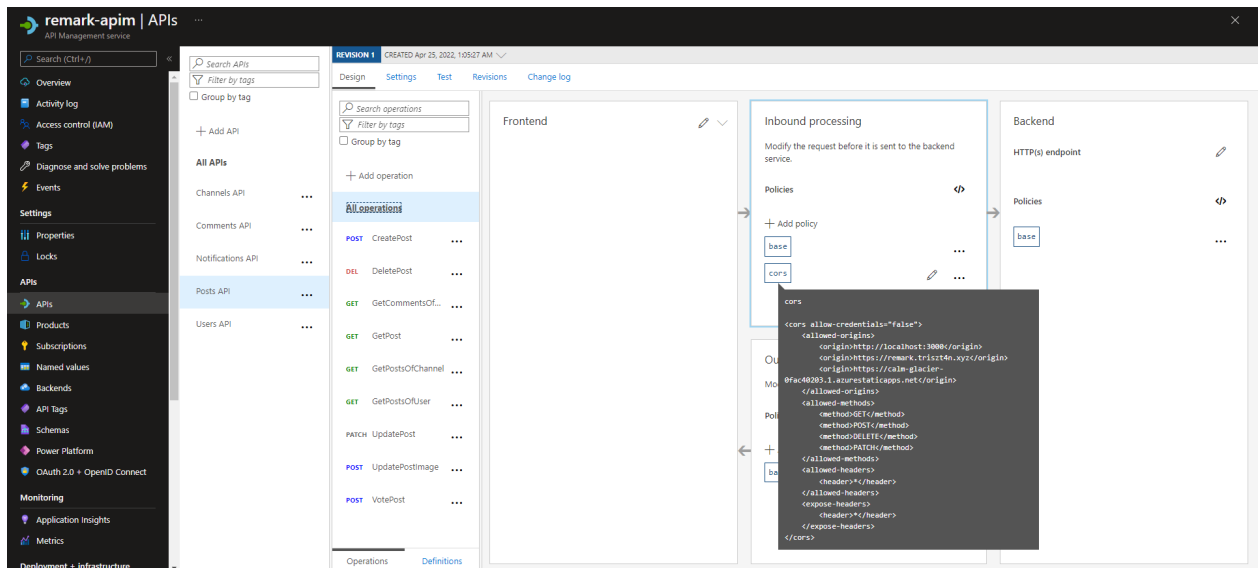 remark-apim | APIs ...
API Management service
Search (Ctrl+/)
Overview
Activity log
Access control (IAM)
Tags
Diagnose and solve problems
Events
Settings
Properties
Locks
APIs
APIs
Products
Subscriptions
Named values
Backends
API Tags
Schemas
Power Platform
OAuth 2.0 + OpenID Connect
Monitoring
Application Insights
Metrics
Deployment + infrastructure
Search APIs
Filter by tags
Group by tag
+ Add API
All APIs
Channels API ...
Comments API ...
Notifications API ...
Posts API ...
Users API ...
REVISION 1 CREATED Apr 25, 2022, 1:05:27 AM
Design Settings Test Revisions Change log
Search operations
Filter by tags
Group by tag
+ Add operation
All operations
POST CreatePost ...
DEL DeletePost ...
GET GetCommentsOf... ...
GET GetPost ...
GET GetPostsOfChannel ...
GET GetPostsOfUser ...
PATCH UpdatePost ...
POST UpdatePostImage ...
POST VotePost ...
Operations Definitions
Frontend
Inbound processing
Modify the request before it is sent to the backend
service.
Policies </>
+ Add policy
base ...
cors ...
cors
<cors allow-credentials="false">
<allowed-origins>
<origin>http://localhost:3000</origin>
<origin>https://remark.triszt4n.xyz</origin>
<origin>https://calm-glacier-
0fac40203.1.azurestaticapps.net</origin>
</allowed-origins>
<allowed-methods>
<method>GET</method>
<method>POST</method>
<method>DELETE</method>
<method>PATCH</method>
</allowed-methods>
<allowed-headers>
<header>*</header>
</allowed-headers>
<expose-headers>
<header>*</header>
</expose-headers>
</cors>
Ou
Mo
Poli
+
ba
Backend
HTTP(s) endpoint
Policies </>
base ...